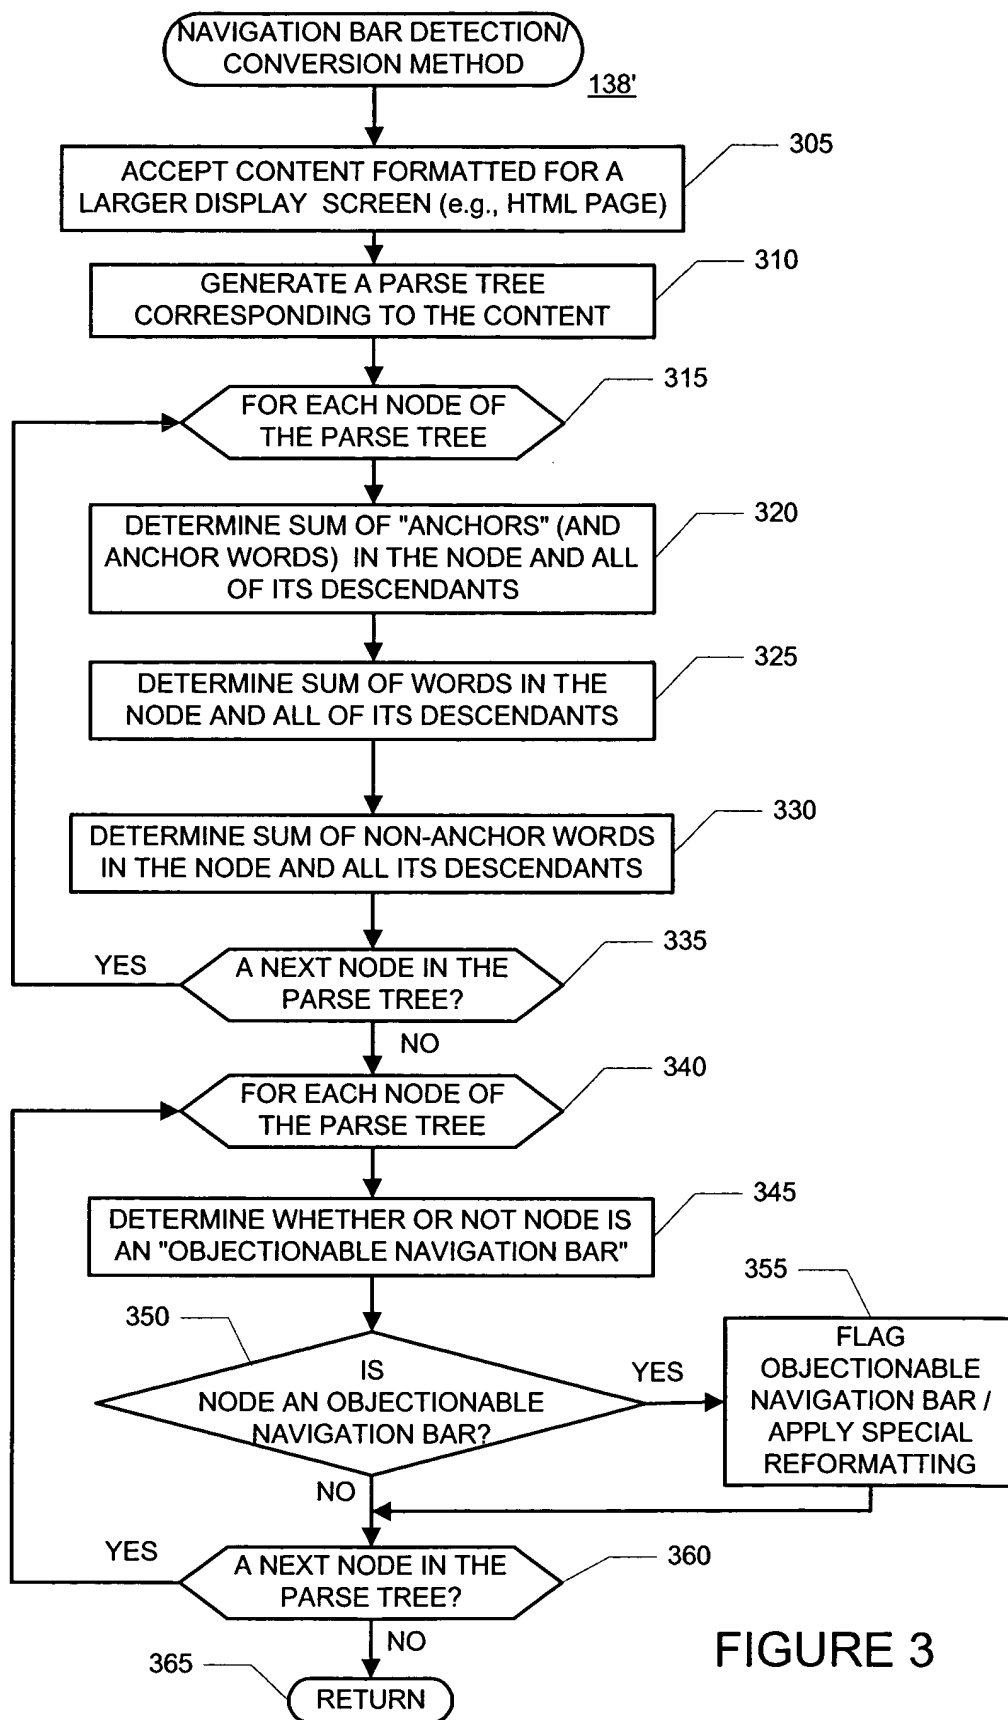 NAVIGATION BAR DETECTION/
CONVERSION METHOD
138'
305
ACCEPT CONTENT FORMATTED FOR A
LARGER DISPLAY SCREEN (e.g., HTML PAGE)
310
GENERATE A PARSE TREE
CORRESPONDING TO THE CONTENT
315
FOR EACH NODE OF
THE PARSE TREE
320
DETERMINE SUM OF "ANCHORS" (AND
ANCHOR WORDS) IN THE NODE AND ALL
OF ITS DESCENDANTS
325
DETERMINE SUM OF WORDS IN THE
NODE AND ALL OF ITS DESCENDANTS
330
DETERMINE SUM OF NON-ANCHOR WORDS
IN THE NODE AND ALL ITS DESCENDANTS
335
YES
A NEXT NODE IN THE
PARSE TREE?
NO
340
FOR EACH NODE OF
THE PARSE TREE
345
DETERMINE WHETHER OR NOT NODE IS
AN "OBJECTIONABLE NAVIGATION BAR"
350
IS
NODE AN OBJECTIONABLE
NAVIGATION BAR?
YES
355
FLAG
OBJECTIONABLE
NAVIGATION BAR /
APPLY SPECIAL
REFORMATTING
NO
YES
360
A NEXT NODE IN THE
PARSE TREE?
NO
365
RETURN
FIGURE 3